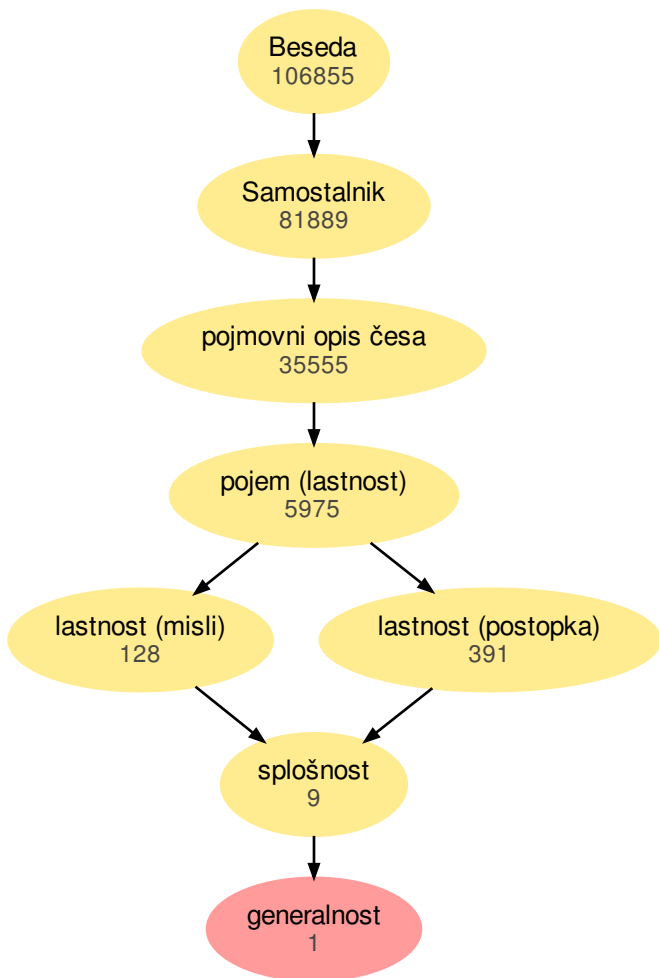 Beseda
106855
Samostalnik
81889
pojmovni opis česa
35555
pojem (lastnost)
5975
lastnost (misli)
128
lastnost (postopka)
391
splošnost
9
generalnost
1